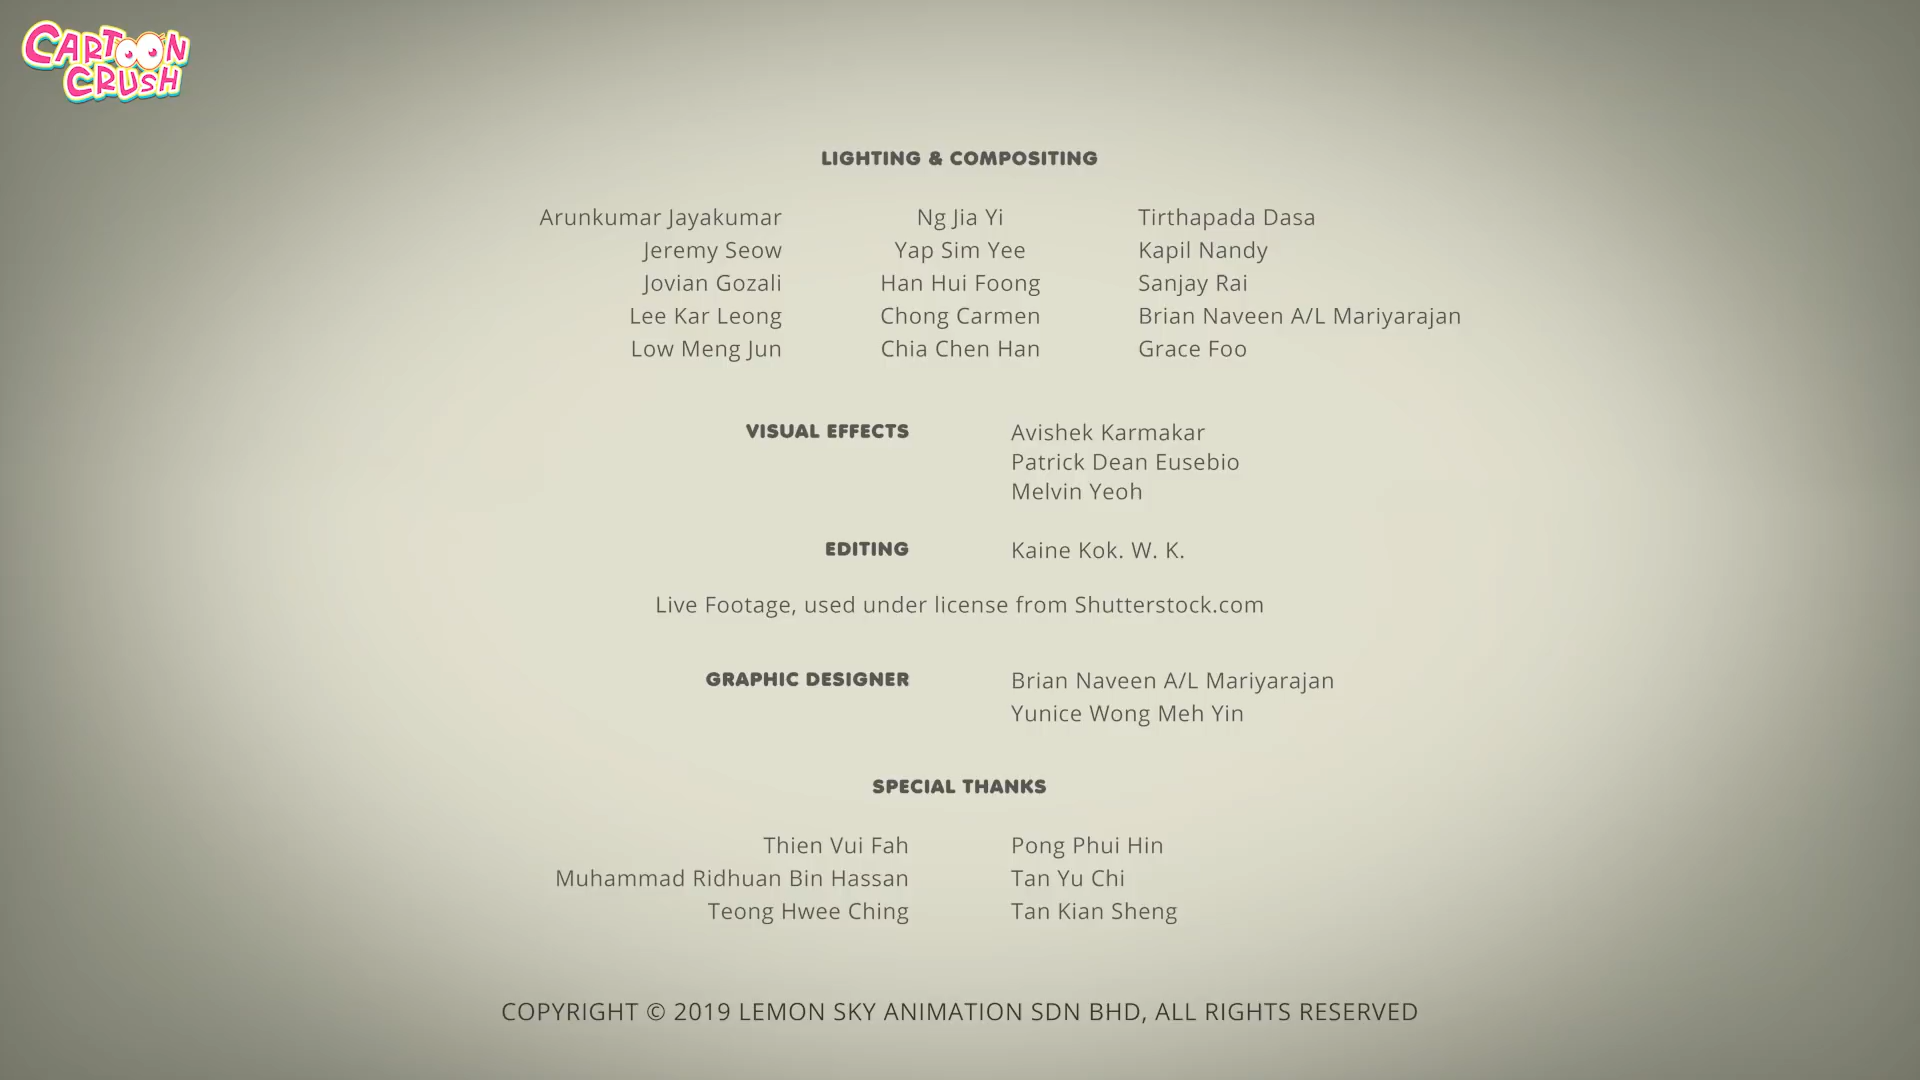 CARTOON
CRUSH
LIGHTING & COMPOSITING
Arunkumar Jayakumar Ng Jia Yi Tirthapada Dasa
Jeremy Seow Yap Sim Yee Kapil Nandy
Jovian Gozali Han Hui Foong Sanjay Rai
Lee Kar Leong Chong Carmen Brian Naveen A/L Mariyarajan
Low Meng Jun Chia Chen Han Grace Foo
VISUAL EFFECTS Avishek Karmakar
Patrick Dean Eusebio
Melvin Yeoh
EDITING Kaine Kok. W. K.
Live Footage, used under license from Shutterstock.com
GRAPHIC DESIGNER Brian Naveen A/L Mariyarajan
Yunice Wong Meh Yin
SPECIAL THANKS
Thien Vui Fah Pong Phui Hin
Muhammad Ridhuan Bin Hassan Tan Yu Chi
Teong Hwee Ching Tan Kian Sheng
COPYRIGHT © 2019 LEMON SKY ANIMATION SDN BHD, ALL RIGHTS RESERVED